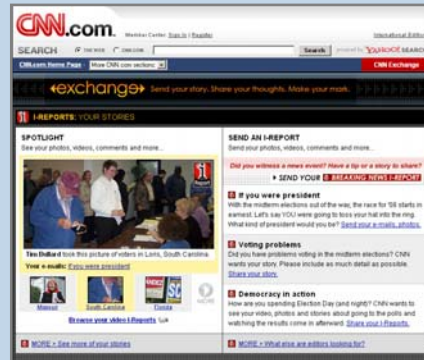 CNN.com.
Member Center: Sign In | Register
International Edition
SEARCH THE WEB CNN.COM Search powered by YAHOO! SEARCH
CNN.com Home Page - More CNN.com sections: CNN Exchange
exchange Send your story. Share your thoughts. Make your mark.
I-REPORTS: YOUR STORIES
SPOTLIGHT
See your photos, videos, comments and more...
Tim Bullard took this picture of voters in Loris, South Carolina.
Your e-mails: If you were president
Missouri South Carolina Florida MORE
Browse your video I-Reports
MORE > See more of your stories
SEND AN I-REPORT
Send your photos, videos, comments and more...
Did you witness a news event? Have a tip or a story to share?
SEND YOUR BREAKING NEWS I-REPORT
If you were president
With the midterm elections out of the way, the race for '08 starts in
earnest. Let's say YOU were going to toss your hat into the ring.
What kind of president would you be? Send your e-mails, photos.
Voting problems
Did you have problems voting in the midterm elections? CNN
wants your story. Please include as much detail as possible.
Share your story.
Democracy in action
How are you spending Election Day (and night)? CNN wants to
see your video, photos and stories about going to the polls and
watching the results come in afterward. Share your I-Reports.
MORE > What else are editors looking for?